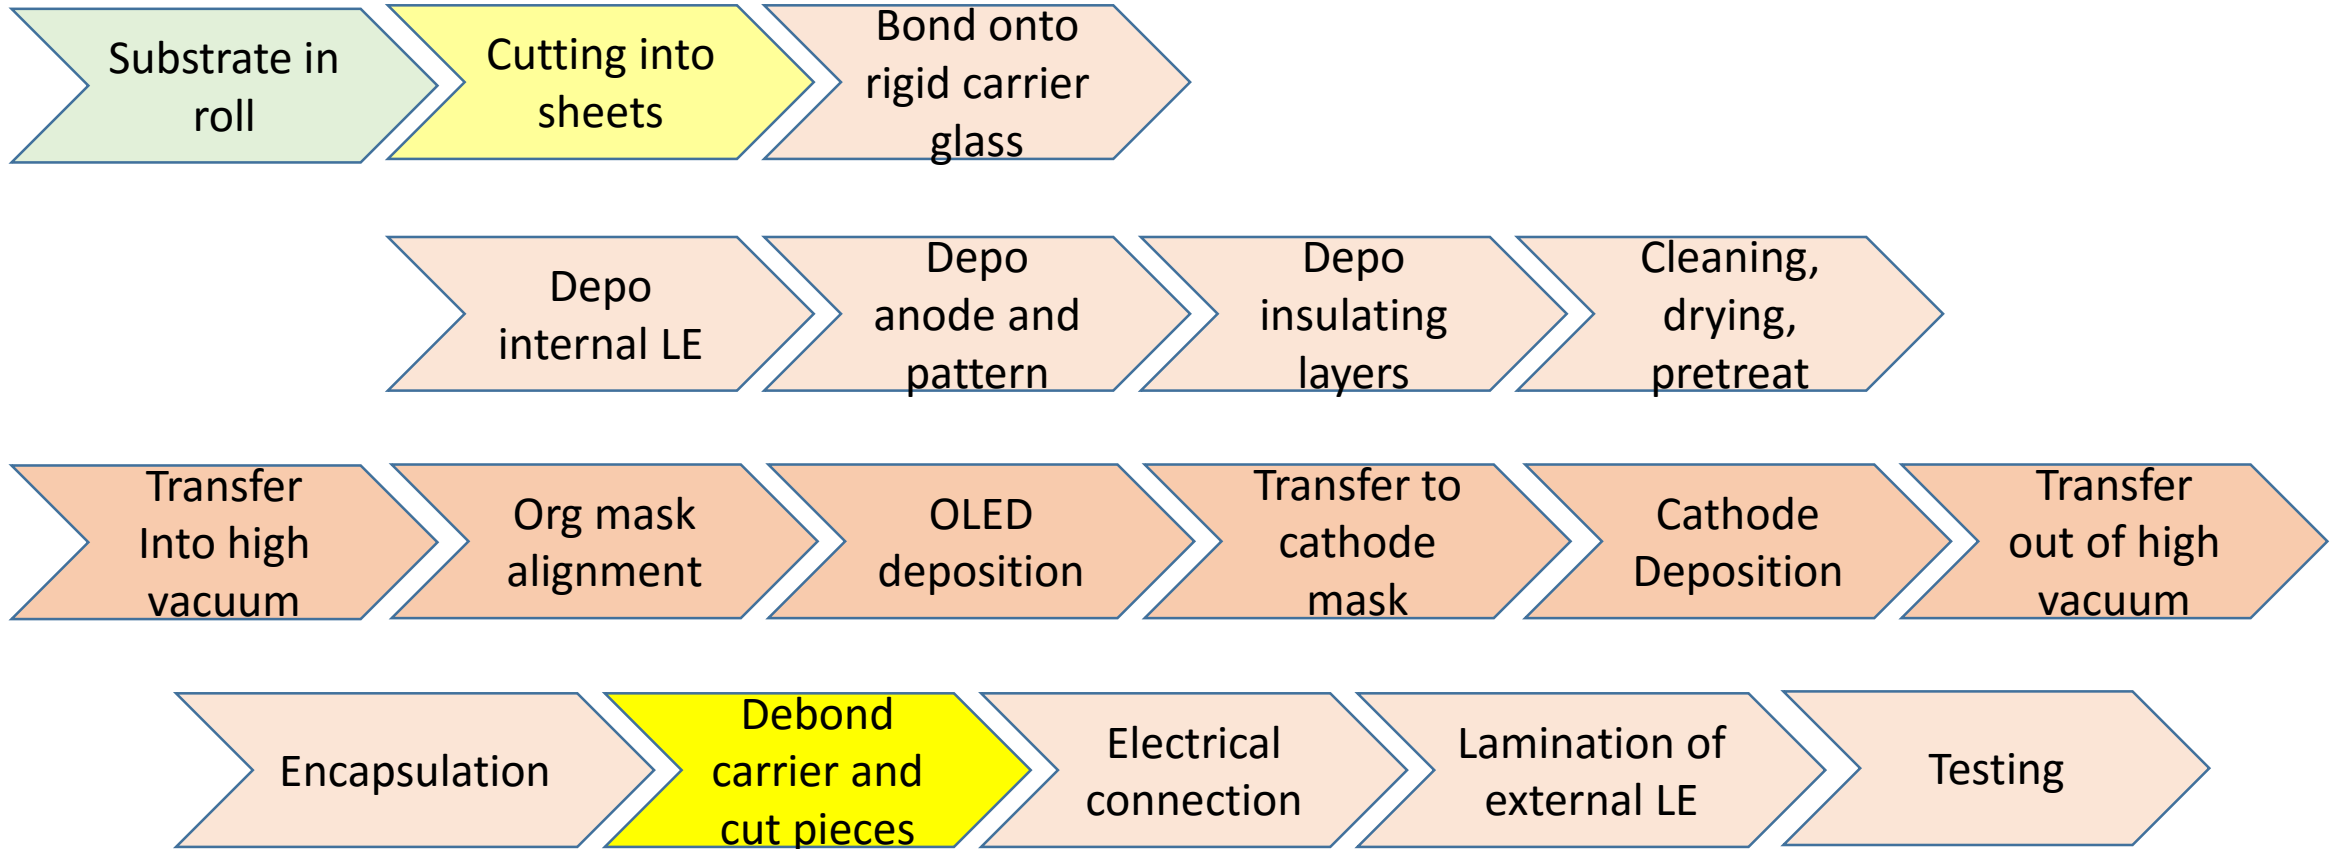 Substrate in
roll
Cutting into
sheets
Bond onto
rigid carrier
glass
Depo
internal LE
Depo
anode and
pattern
Depo
insulating
layers
Cleaning,
drying,
pretreat
Transfer
Into high
vacuum
Org mask
alignment
OLED
deposition
Transfer to
cathode
mask
Cathode
Deposition
Transfer
out of high
vacuum
Encapsulation
Debond
carrier and
cut pieces
Electrical
connection
Lamination of
external LE
Testing